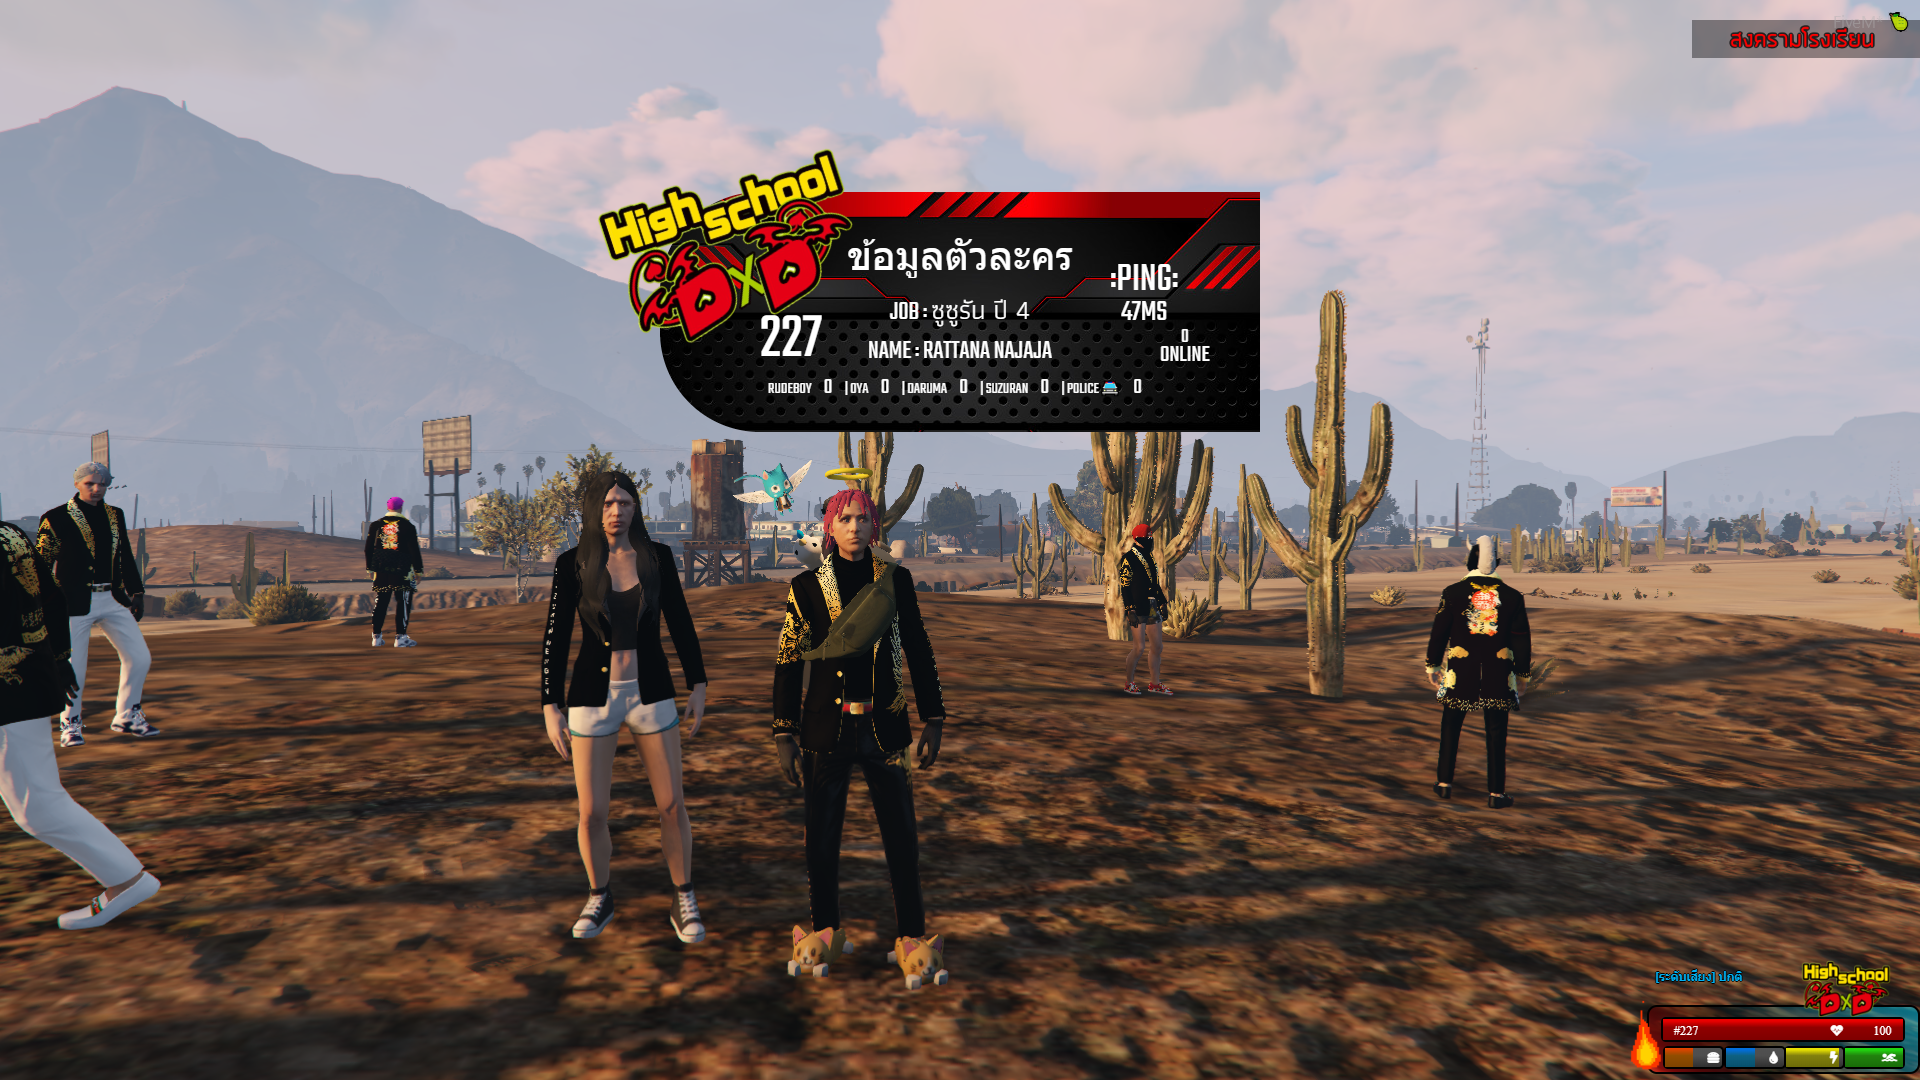 FiveM
สงครามโรงเรียน
High school
DxD
ข้อมูลตัวละคร
:PING:
47MS
JOB : ซูซูรัน ปี 4
227
NAME : RATTANA NAJAJA
0
ONLINE
RUDEBOY 0 | OYA 0 | DARUMA 0 | SUZURAN 0 | POLICE 0
[ระดับเสียง] ปกติ
High school
DxD
#227 100